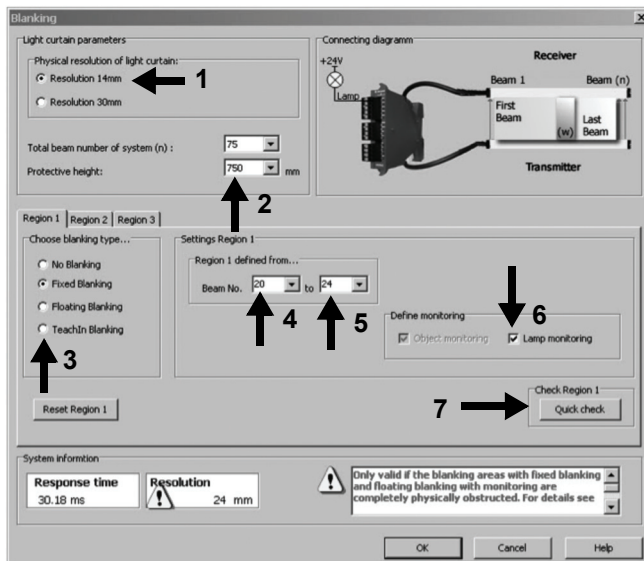 Blanking
Light curtain parameters
Physical resolution of light curtain:
Resolution 14mm
1
Resolution 30mm
Total beam number of system (n) :
75
Protective height:
750
mm
2
Connecting diagramm
+24V
Lamp
Receiver
Beam 1
Beam (n)
First
Beam
(w)
Last
Beam
Transmitter
Region 1
Region 2
Region 3
Choose blanking type...
No Blanking
Fixed Blanking
Floating Blanking
TeachIn Blanking
3
Reset Region 1
Settings Region 1
Region 1 defined from...
Beam No.
20
to
24
4
5
Define monitoring
6
Object monitoring
Lamp monitoring
Check Region 1
7
Quick check
System informtion
Response time
30.18 ms
Resolution
24 mm
Only valid if the blanking areas with fixed blanking
and floating blanking with monitoring are
completely physically obstructed. For details see
OK
Cancel
Help